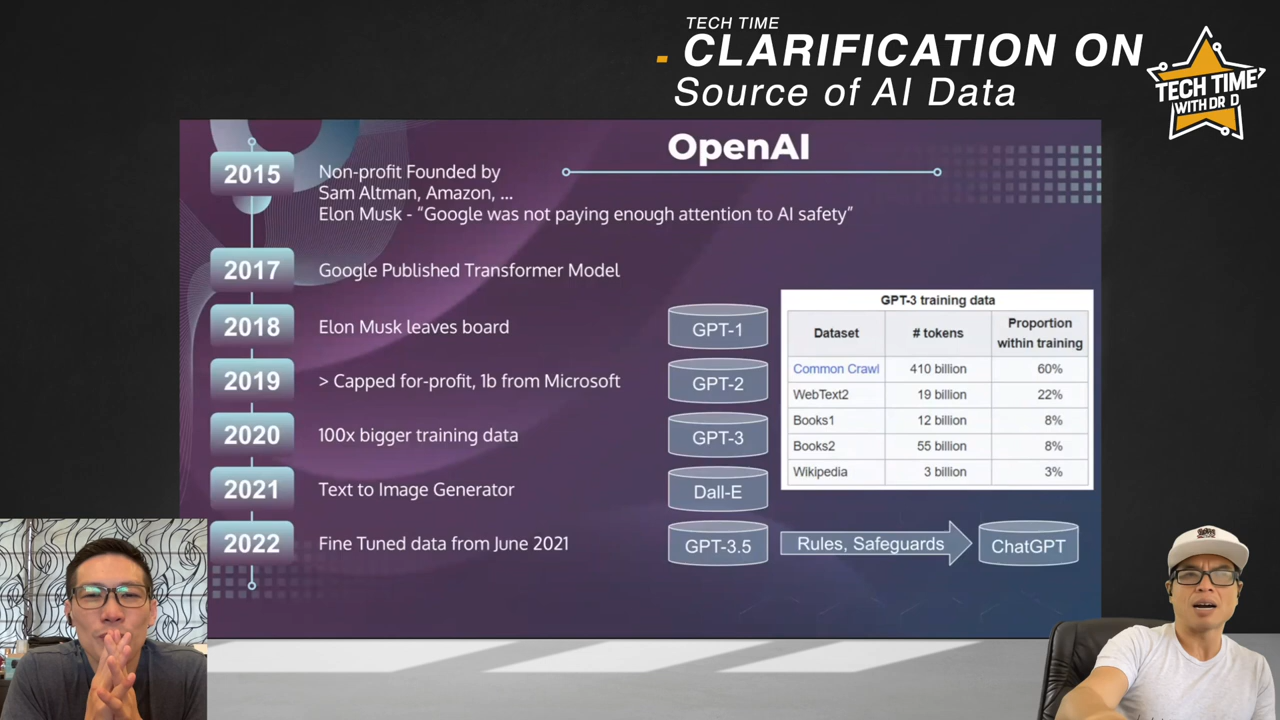 TECH TIME
- CLARIFICATION ON
Source of AI Data
TECH TIME
WITH DR D
OpenAI
2015
Non-profit Founded by
Sam Altman, Amazon, ...
Elon Musk - “Google was not paying enough attention to AI safety”
2017
Google Published Transformer Model
2018
Elon Musk leaves board
GPT-1
2019
> Capped for-profit, 1b from Microsoft
GPT-2
2020
100x bigger training data
GPT-3
2021
Text to Image Generator
Dall-E
2022
Fine Tuned data from June 2021
GPT-3.5
Rules, Safeguards
ChatGPT
GPT-3 training data
Dataset # tokens Proportion within training
Common Crawl 410 billion 60%
WebText2 19 billion 22%
Books1 12 billion 8%
Books2 55 billion 8%
Wikipedia 3 billion 3%